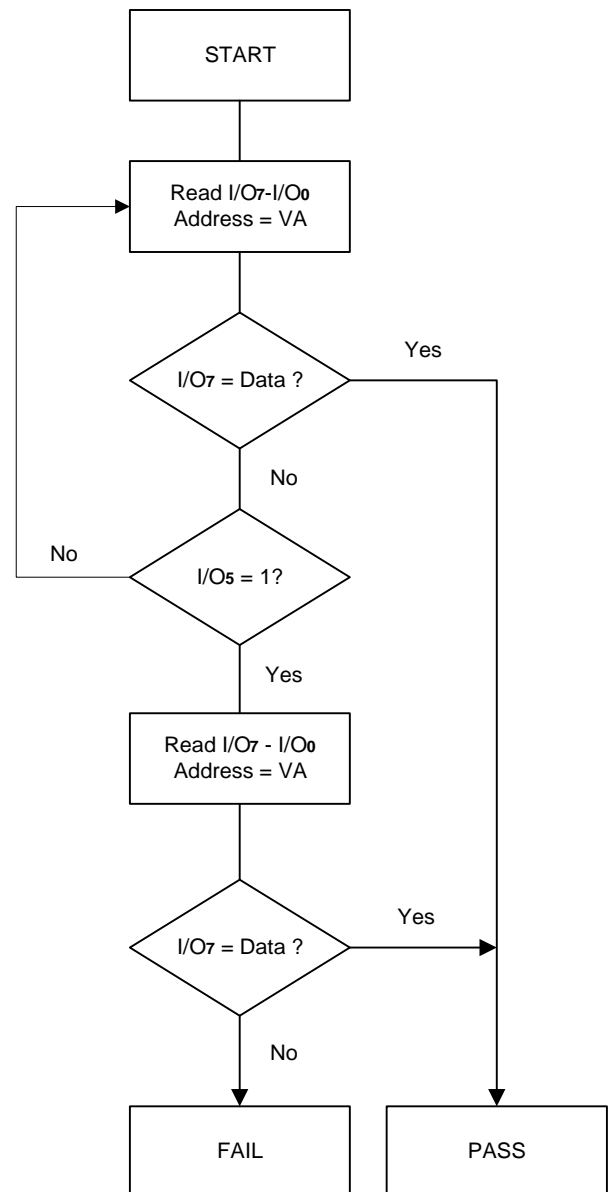 START
Read I/O7-I/O0
Address = VA
Yes
I/O7 = Data ?
No
No
I/O5 = 1?
Yes
Read I/O7 - I/O0
Address = VA
Yes
I/O7 = Data ?
No
FAIL
PASS